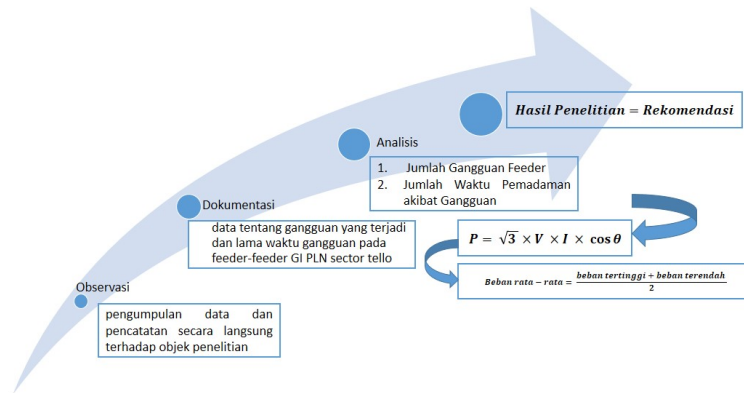 Observasi
pengumpulan data dan
pencatatan secara langsung
terhadap objek penelitian
Dokumentasi
data tentang gangguan yang terjadi
dan lama waktu gangguan pada
feeder-feeder GI PLN sector tello
Analisis
1. Jumlah Gangguan Feeder
2. Jumlah Waktu Pemadaman
akibat Gangguan
P = √3 × V × I × cos θ
Beban rata − rata = beban tertinggi + beban terendah / 2
Hasil Penelitian = Rekomendasi